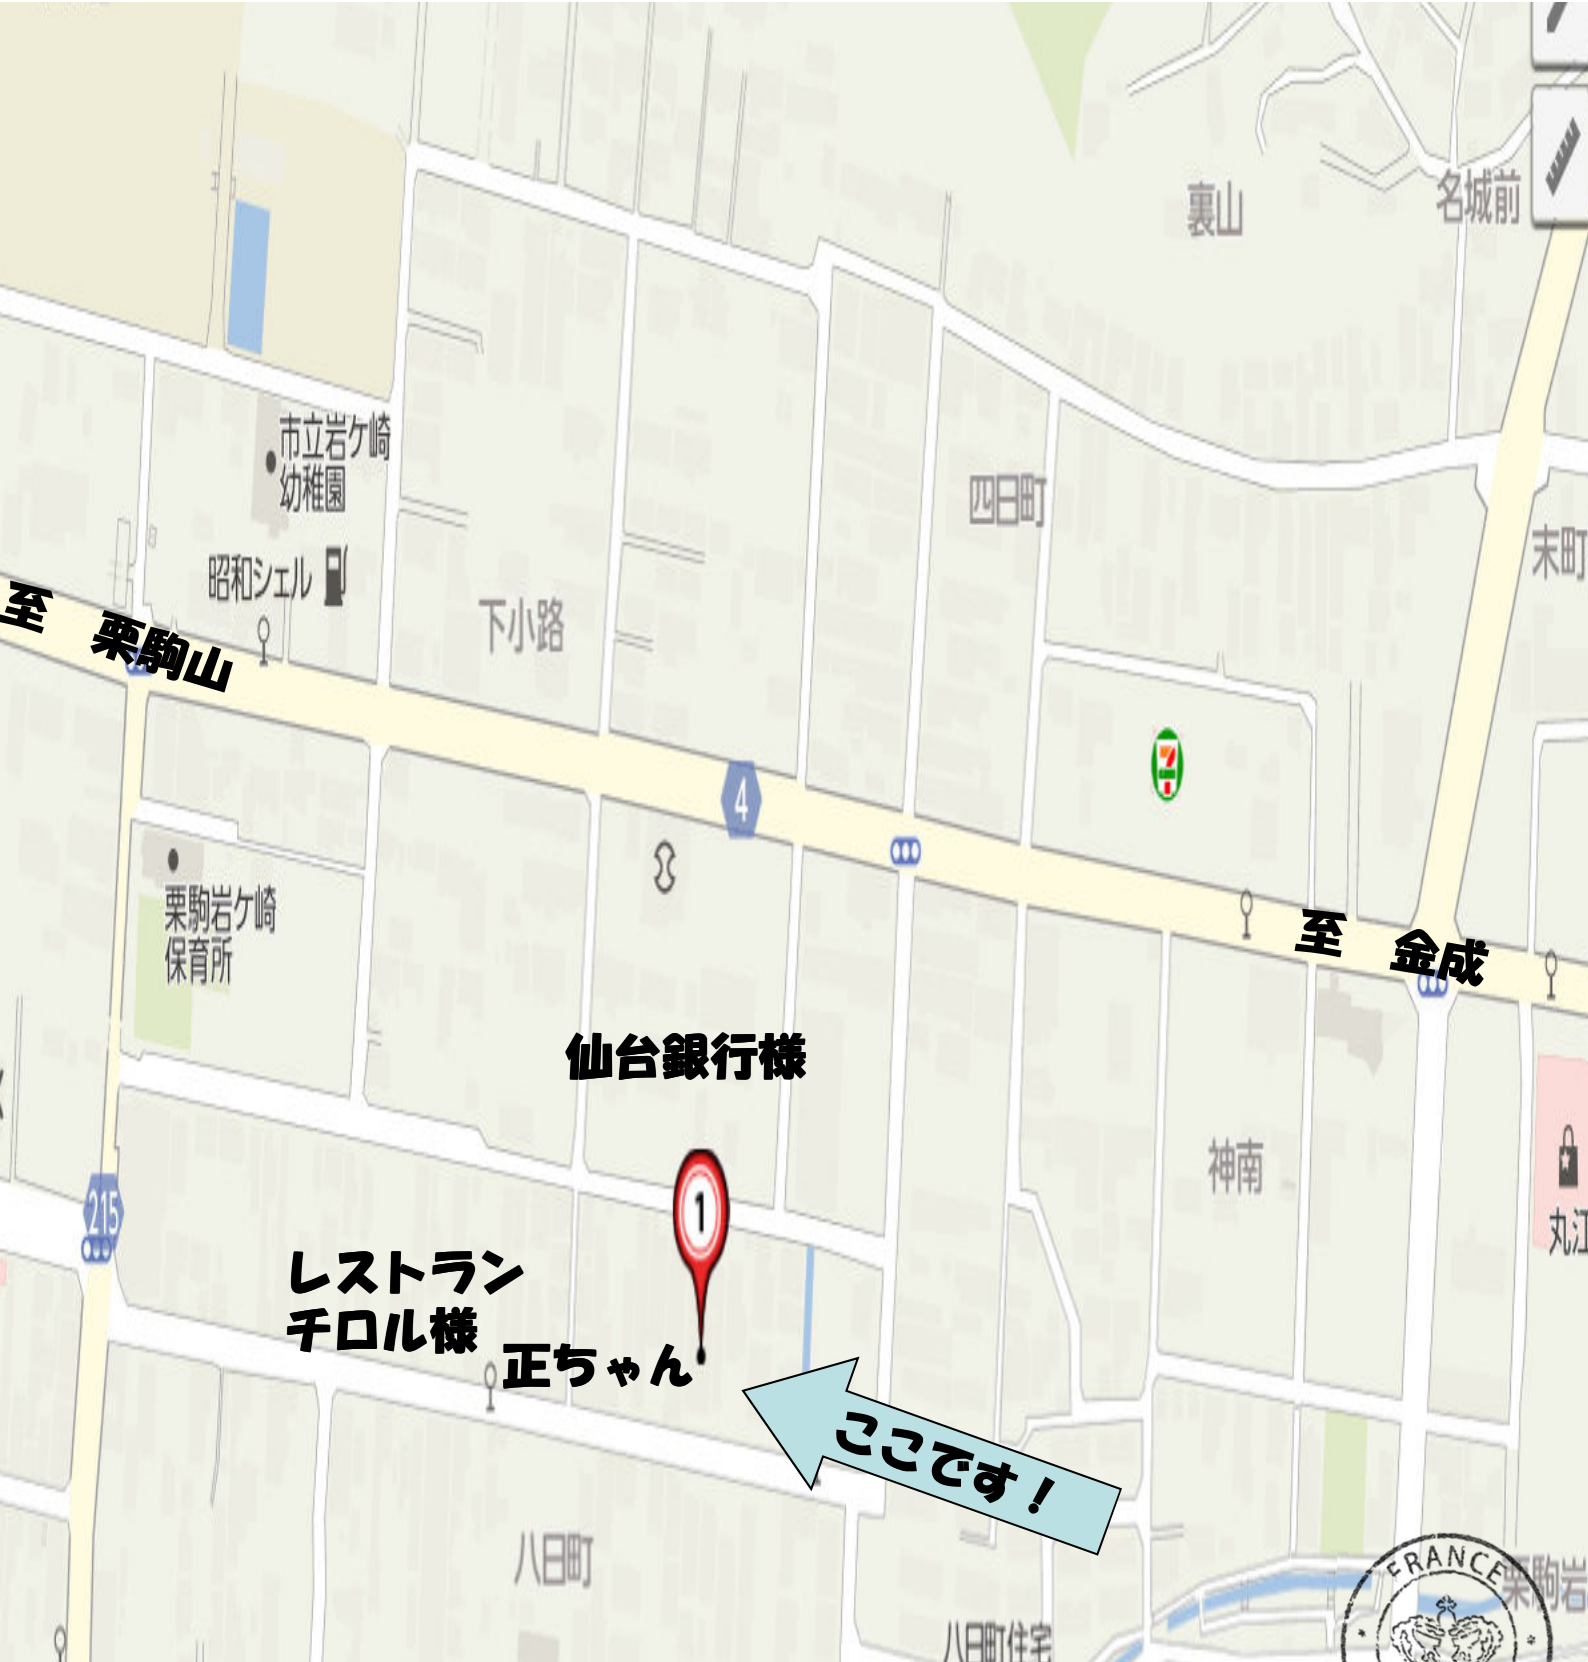 裏山
名城前
市立岩ケ崎
幼稚園
四日町
末町
昭和シェル
下小路
至 栗駒山
4
栗駒岩ケ崎
保育所
至 金成
仙台銀行様
神南
1
215
丸江
レストラン
チロル様
正ちゃん
ここです！
八日町
FRANCE
栗駒岩
八日町住宅